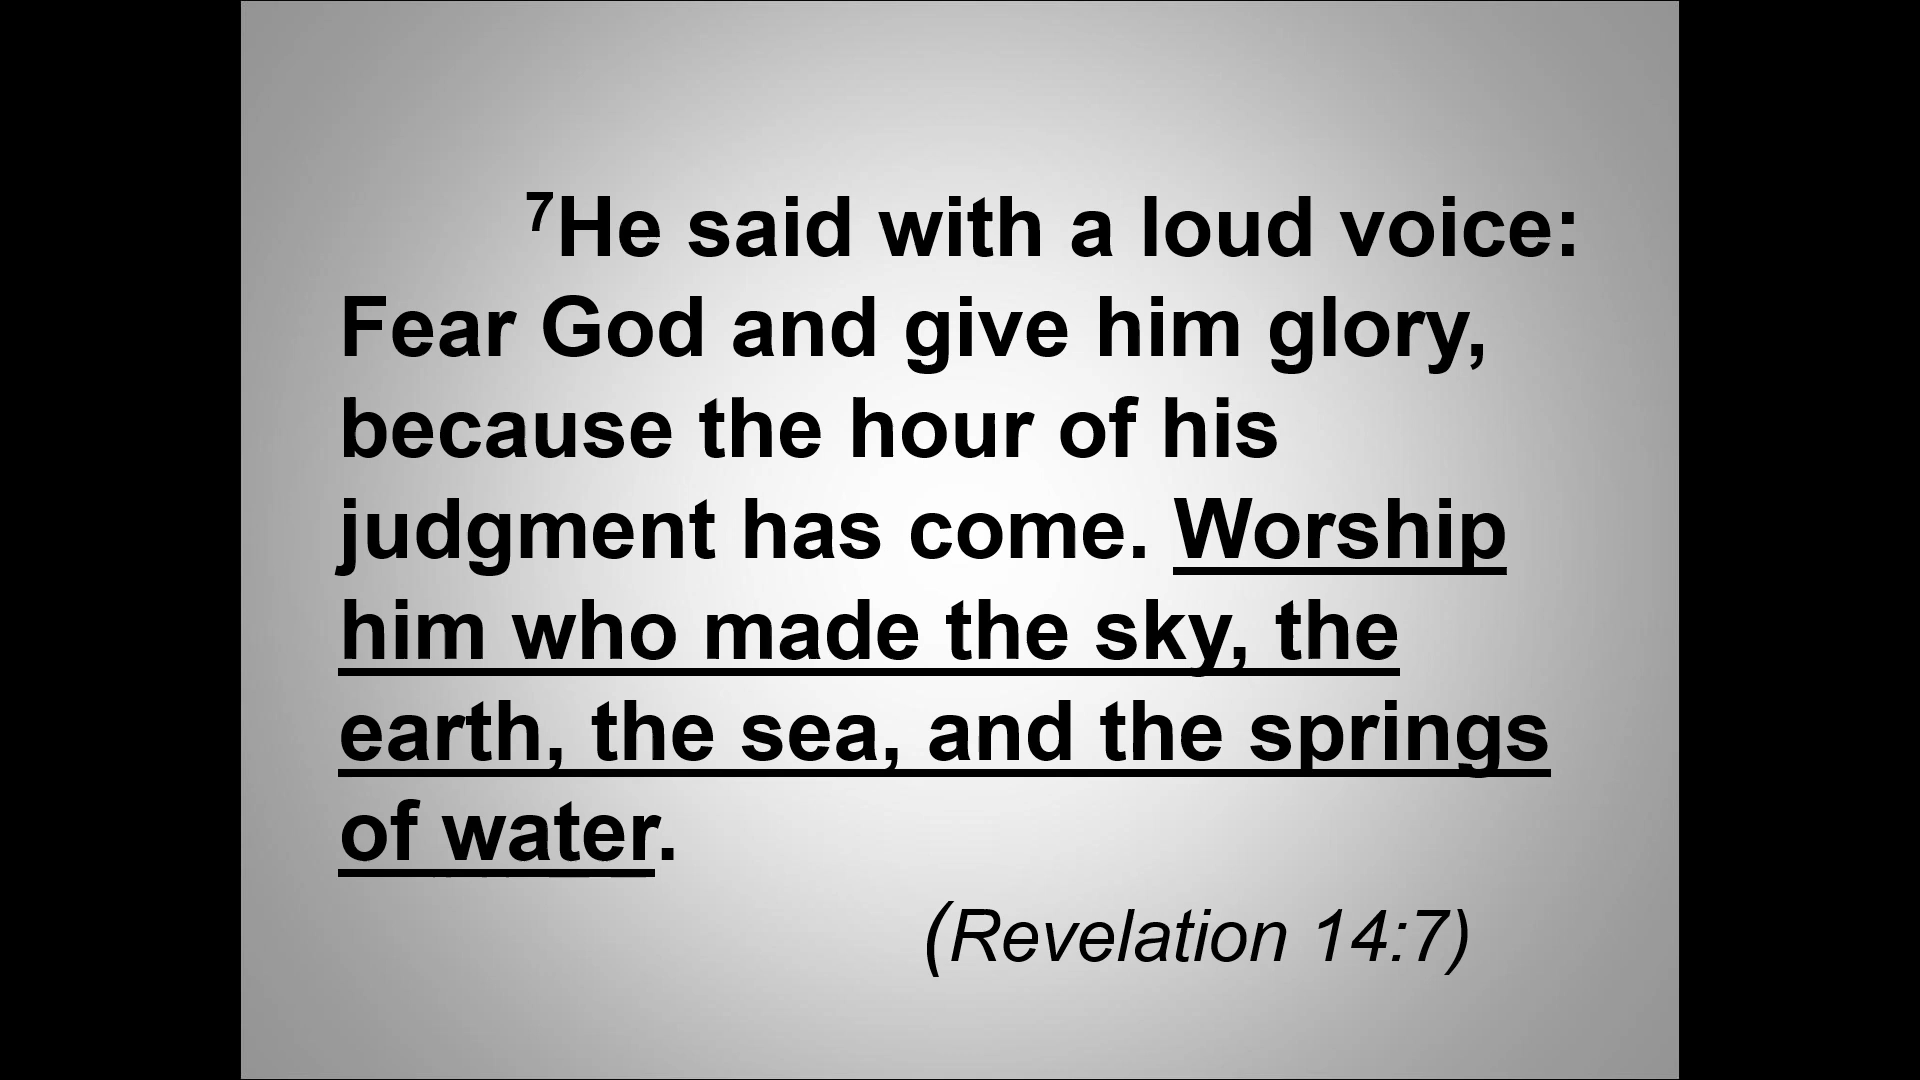 ⁷He said with a loud voice:
Fear God and give him glory,
because the hour of his
judgment has come. Worship
him who made the sky, the
earth, the sea, and the springs
of water.
(Revelation 14:7)